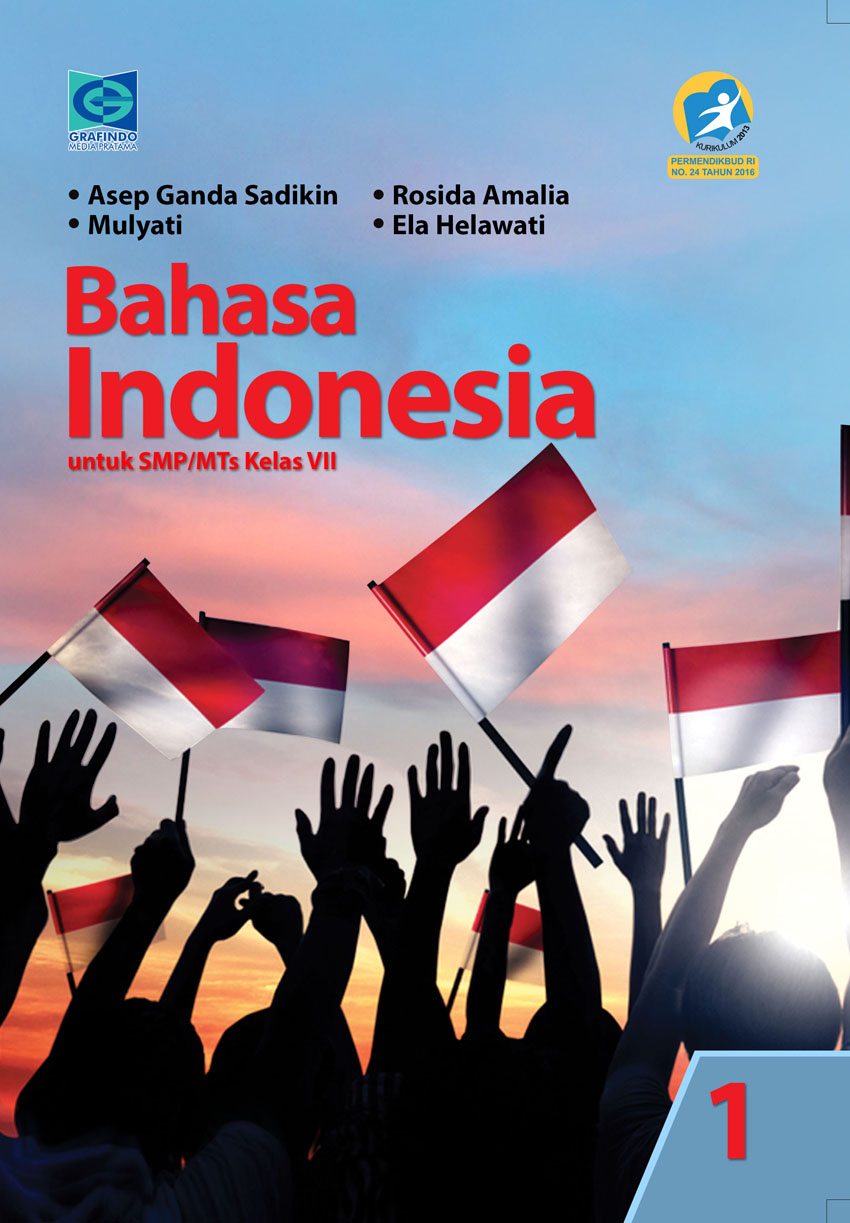 GRAFINDO
MEDIA PRATAMA
KURIKULUM 2013
PERMENDIKBUD RI
NO. 24 TAHUN 2016
• Asep Ganda Sadikin
• Mulyati
• Rosida Amalia
• Ela Helawati
Bahasa
Indonesia
untuk SMP/MTs Kelas VII
1